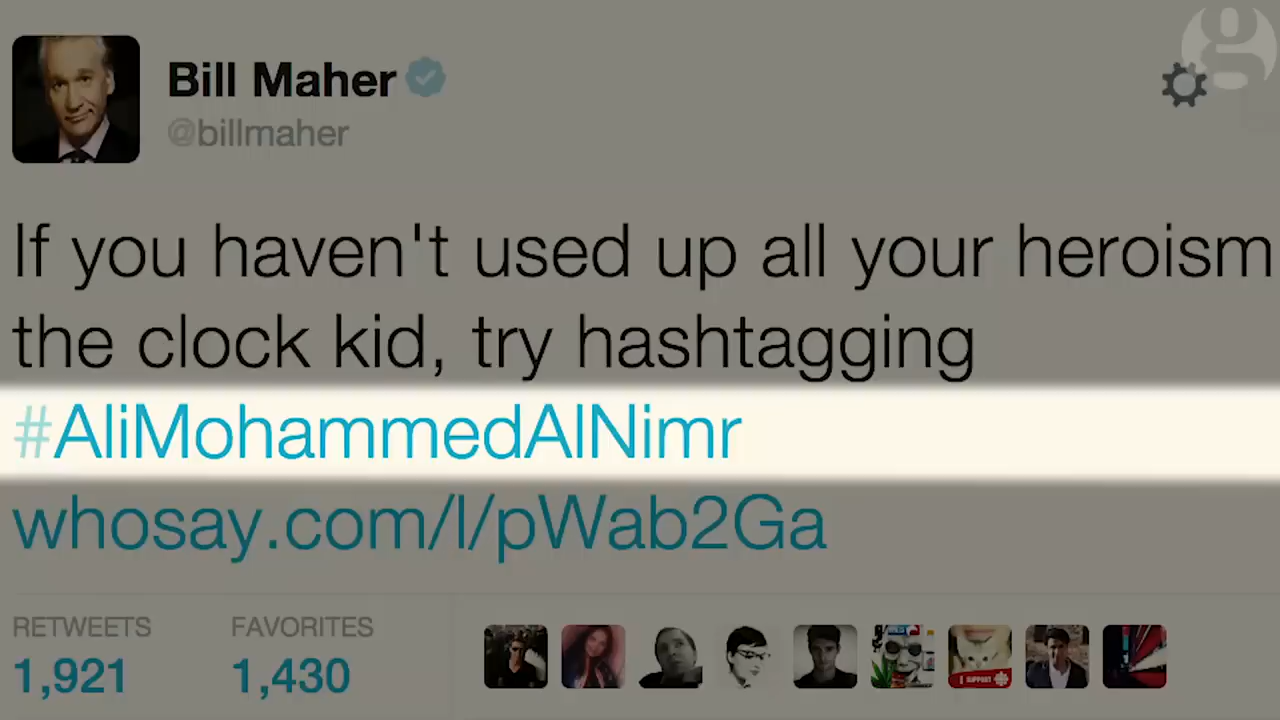 Bill Maher
@billmaher
If you haven't used up all your heroism
the clock kid, try hashtagging
#AliMohammedAlNimr
whosay.com/l/pWab2Ga
RETWEETS
FAVORITES
1,921
1,430
I SUPPORT
g